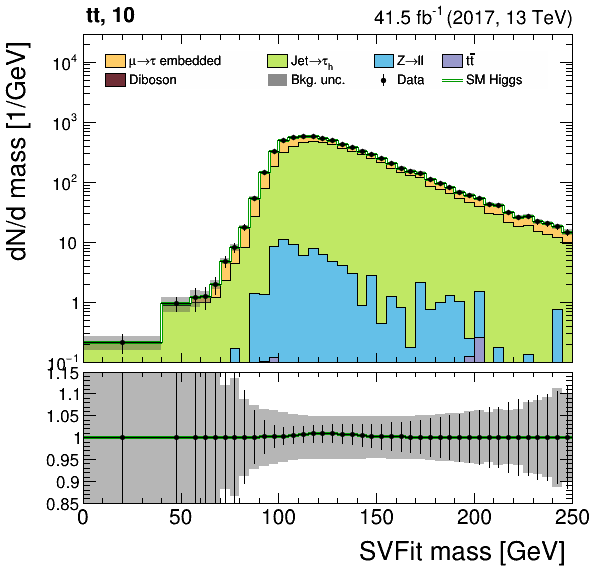 tt, 10
41.5 fb⁻¹ (2017, 13 TeV)
dN/d mass [1/GeV]
10⁴
10³
10²
10
1
10⁻¹
μ→τ embedded
Jet→τₕ
Z→ll
tt̄
Diboson
Bkg. unc.
Data
SM Higgs
1.15
1.1
1.05
1
0.95
0.9
0.85
0 50 100 150 200 250
SVFit mass [GeV]